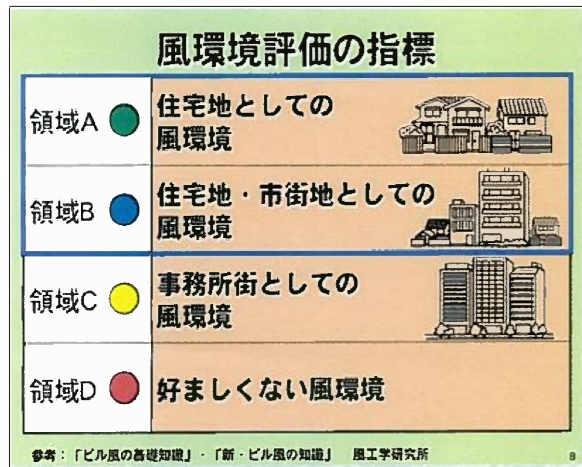 風環境評価の指標
領域A
住宅地としての
風環境
領域B
住宅地・市街地としての
風環境
領域C
事務所街としての
風環境
領域D
好ましくない風環境
参考：「ビル風の基礎知識」・「新・ビル風の知識」　風工学研究所
8